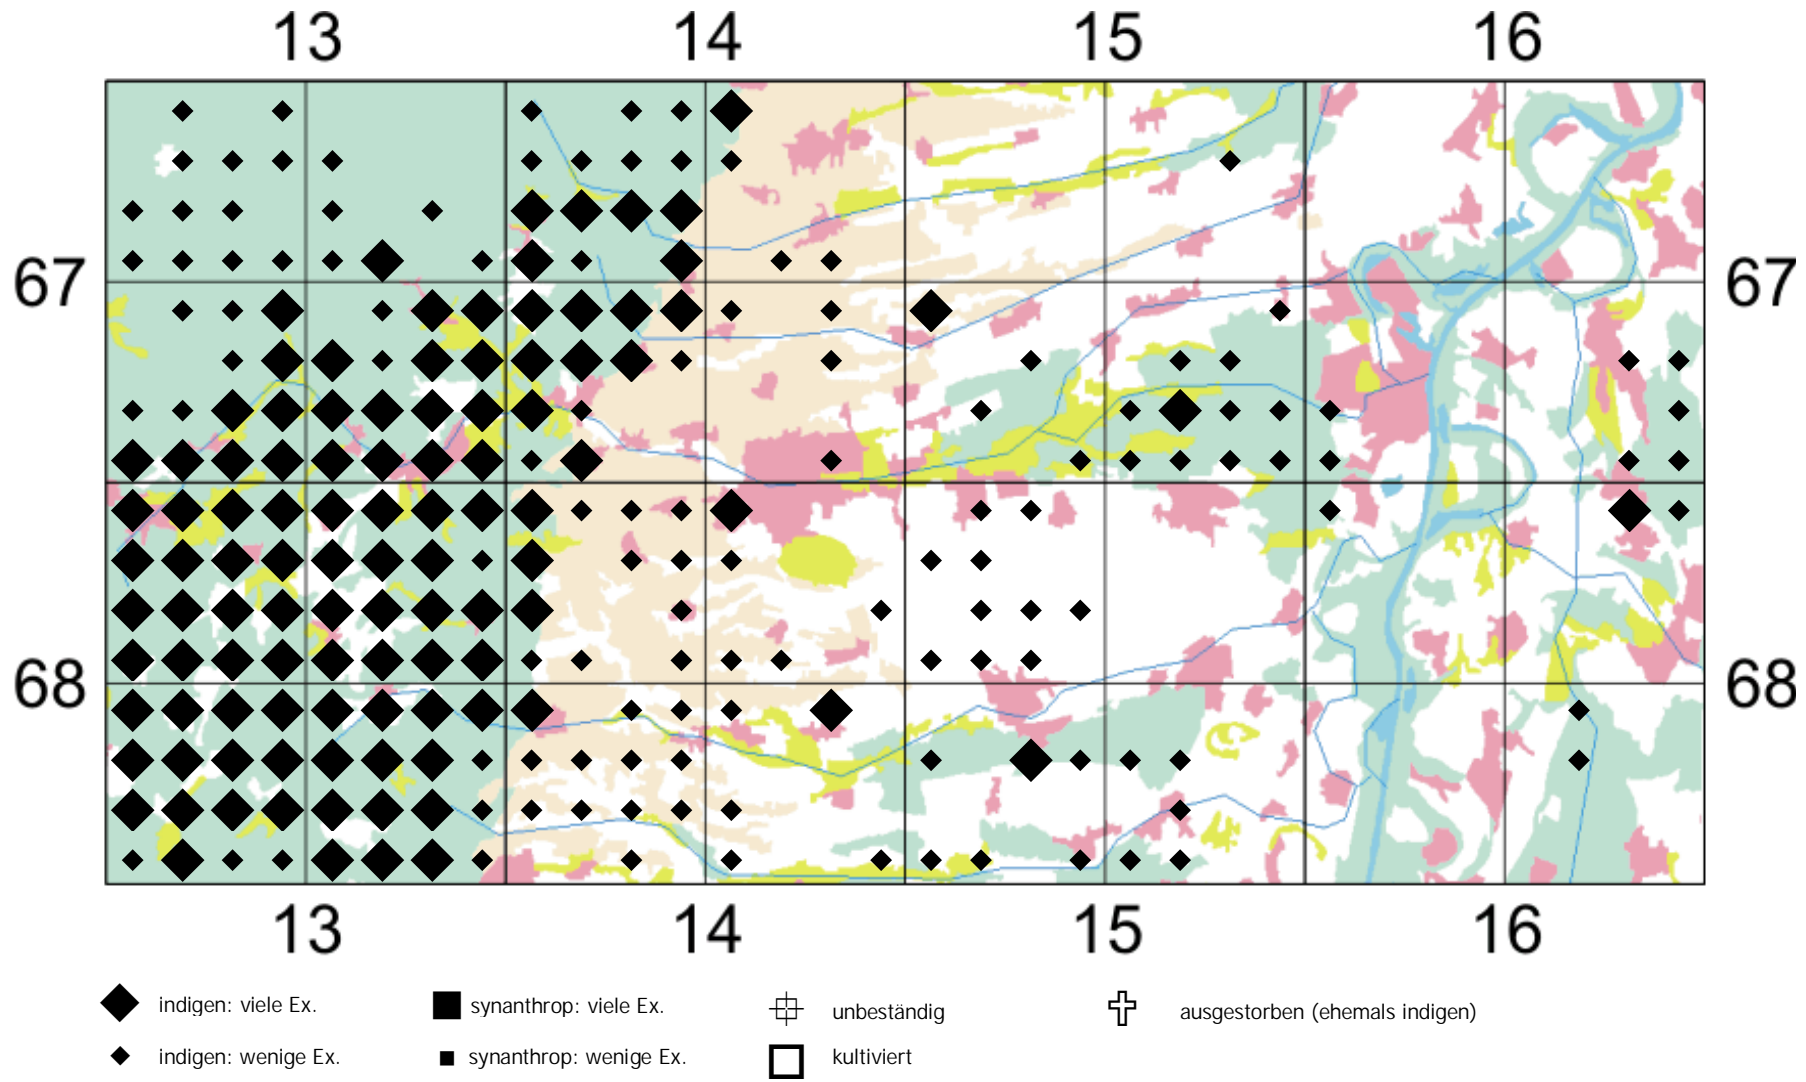 13 14 15 16
67 67
68 68
13 14 15 16
indigen: viele Ex. synanthrop: viele Ex. unbeständig ausgestorben (ehemals indigen)
indigen: wenige Ex. synanthrop: wenige Ex. kultiviert